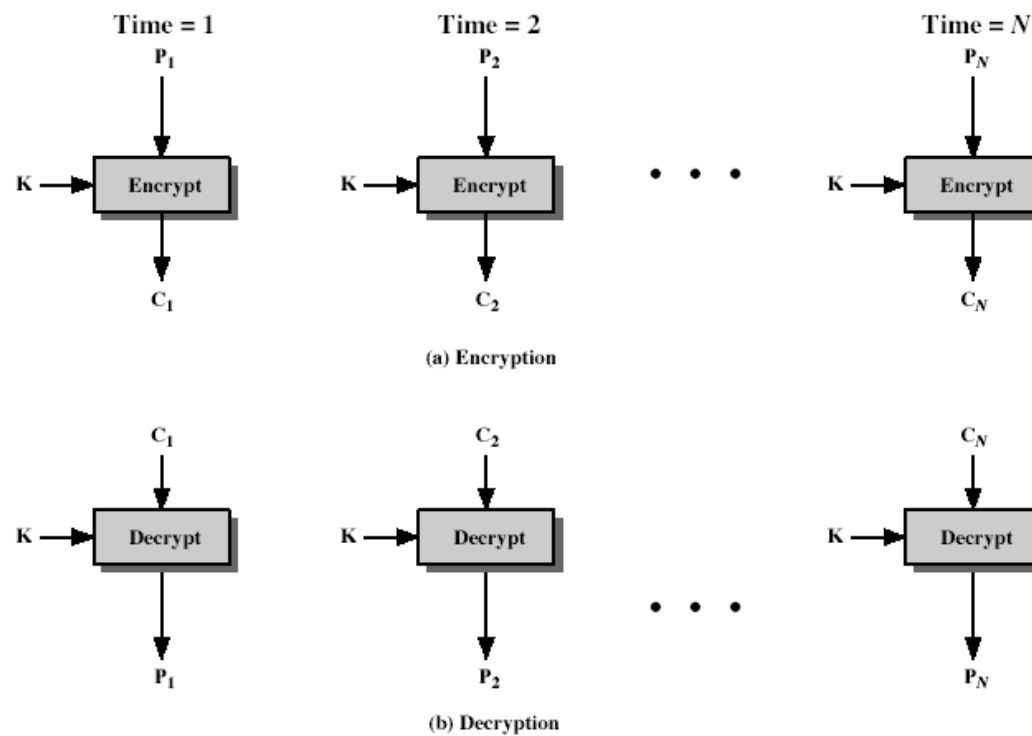 Time = 1 Time = 2 Time = N
P1 P2 PN
K Encrypt K Encrypt K Encrypt
C1 C2 CN
(a) Encryption
C1 C2 CN
K Decrypt K Decrypt K Decrypt
P1 P2 PN
(b) Decryption